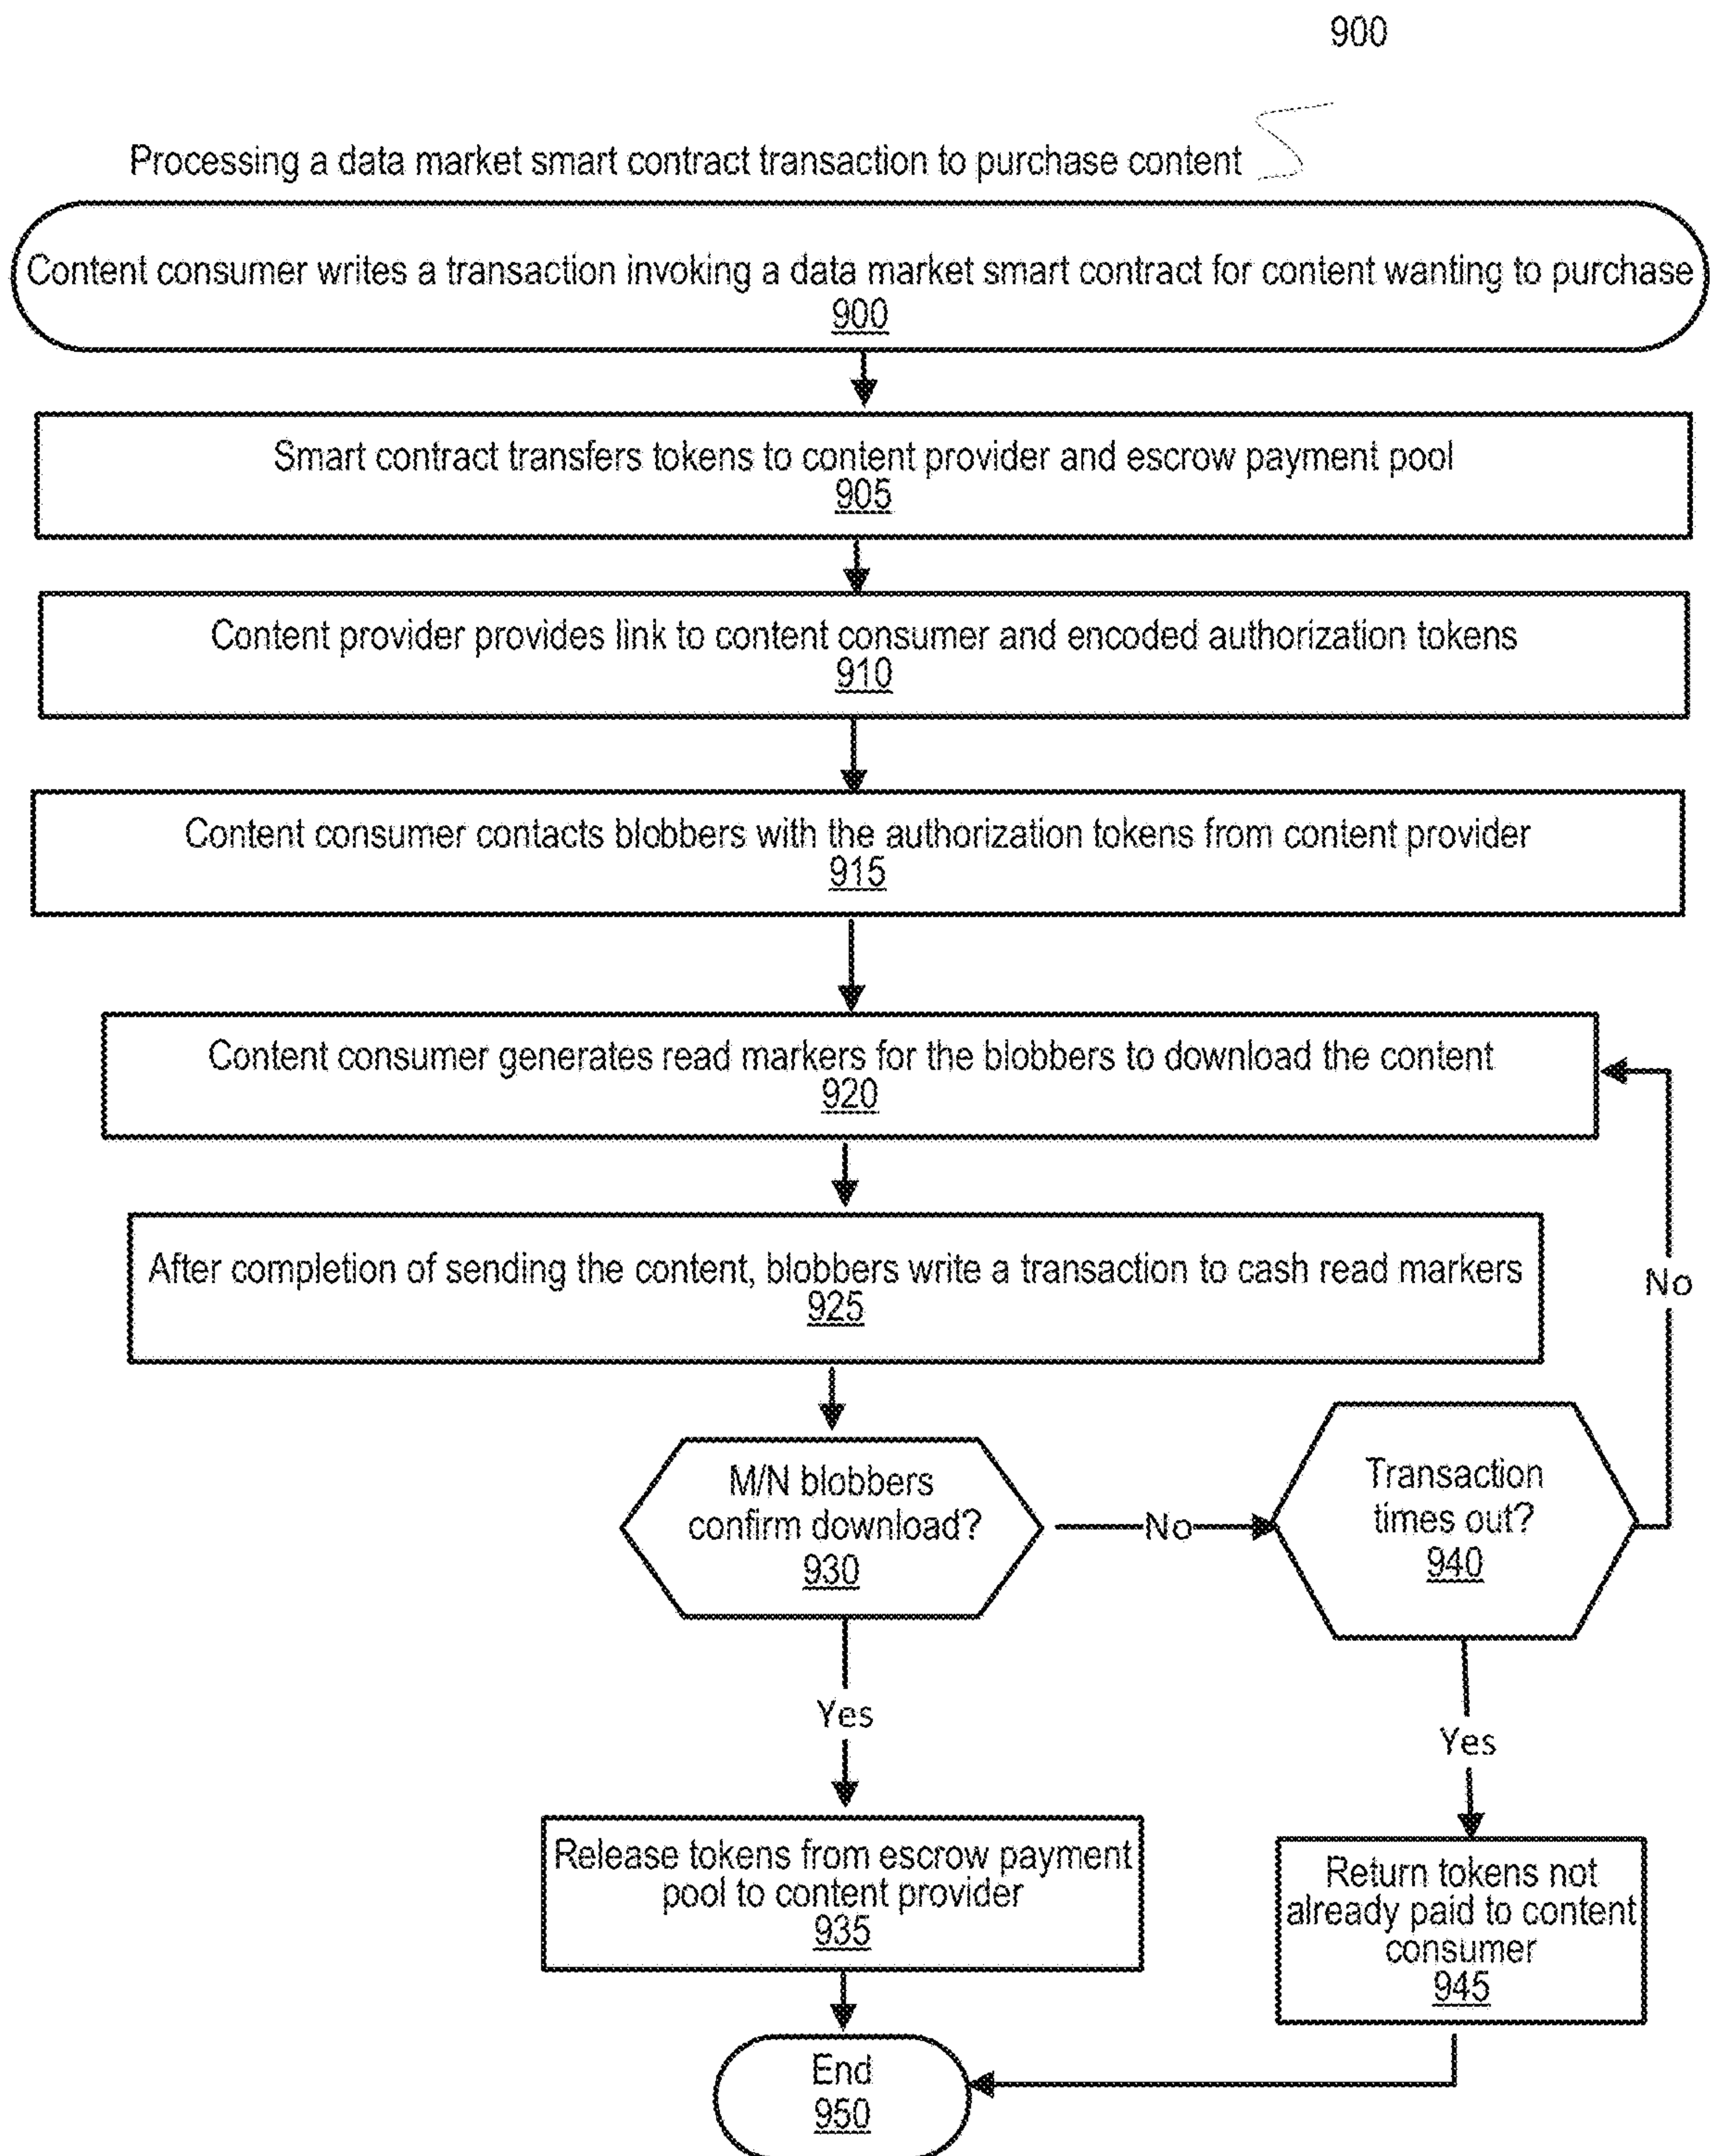 900
Processing a data market smart contract transaction to purchase content
Content consumer writes a transaction invoking a data market smart contract for content wanting to purchase
900
Smart contract transfers tokens to content provider and escrow payment pool
905
Content provider provides link to content consumer and encoded authorization tokens
910
Content consumer contacts blobbers with the authorization tokens from content provider
915
Content consumer generates read markers for the blobbers to download the content
920
After completion of sending the content, blobbers write a transaction to cash read markers
925
No
M/N blobbers
confirm download?
930
No
Transaction
times out?
940
Yes
Yes
Release tokens from escrow payment
pool to content provider
935
Return tokens not
already paid to content
consumer
945
End
950